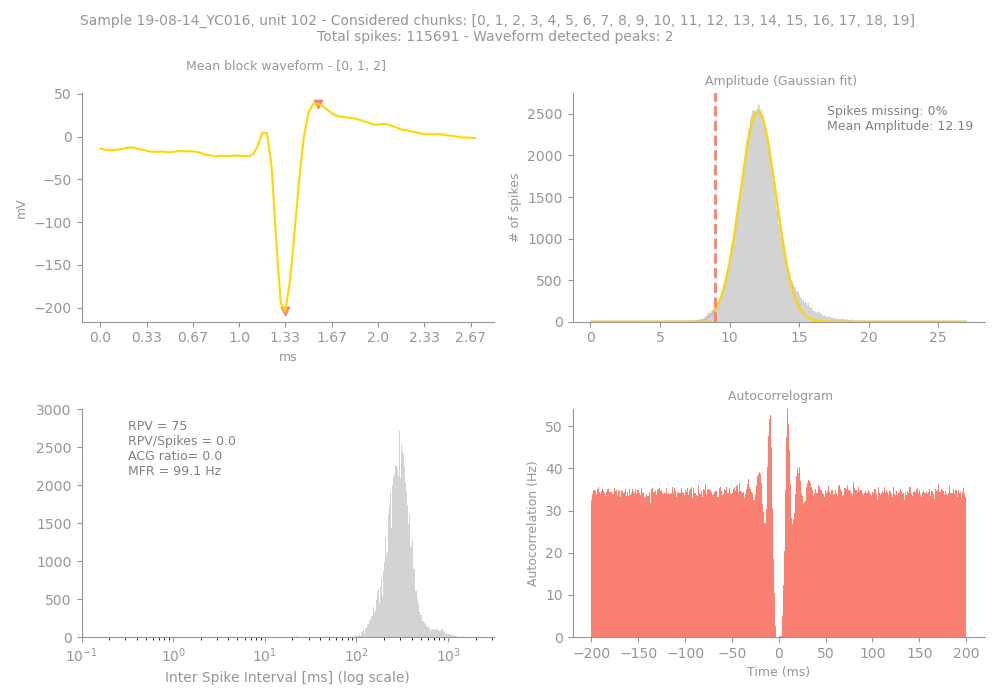 Sample 19-08-14_YC016, unit 102 - Considered chunks: [0, 1, 2, 3, 4, 5, 6, 7, 8, 9, 10, 11, 12, 13, 14, 15, 16, 17, 18, 19]
Total spikes: 115691 - Waveform detected peaks: 2
Mean block waveform - [0, 1, 2]
50
0
−50
−100
−150
−200
mV
0.0 0.33 0.67 1.0 1.33 1.67 2.0 2.33 2.67
ms
Amplitude (Gaussian fit)
Spikes missing: 0%
Mean Amplitude: 12.19
2500
2000
1500
1000
500
0
# of spikes
0 5 10 15 20 25
RPV = 75
RPV/Spikes = 0.0
ACG ratio= 0.0
MFR = 99.1 Hz
3000
2500
2000
1500
1000
500
0
10⁻¹ 10⁰ 10¹ 10² 10³
Inter Spike Interval [ms] (log scale)
Autocorrelogram
50
40
30
20
10
0
Autocorrelation (Hz)
−200 −150 −100 −50 0 50 100 150 200
Time (ms)